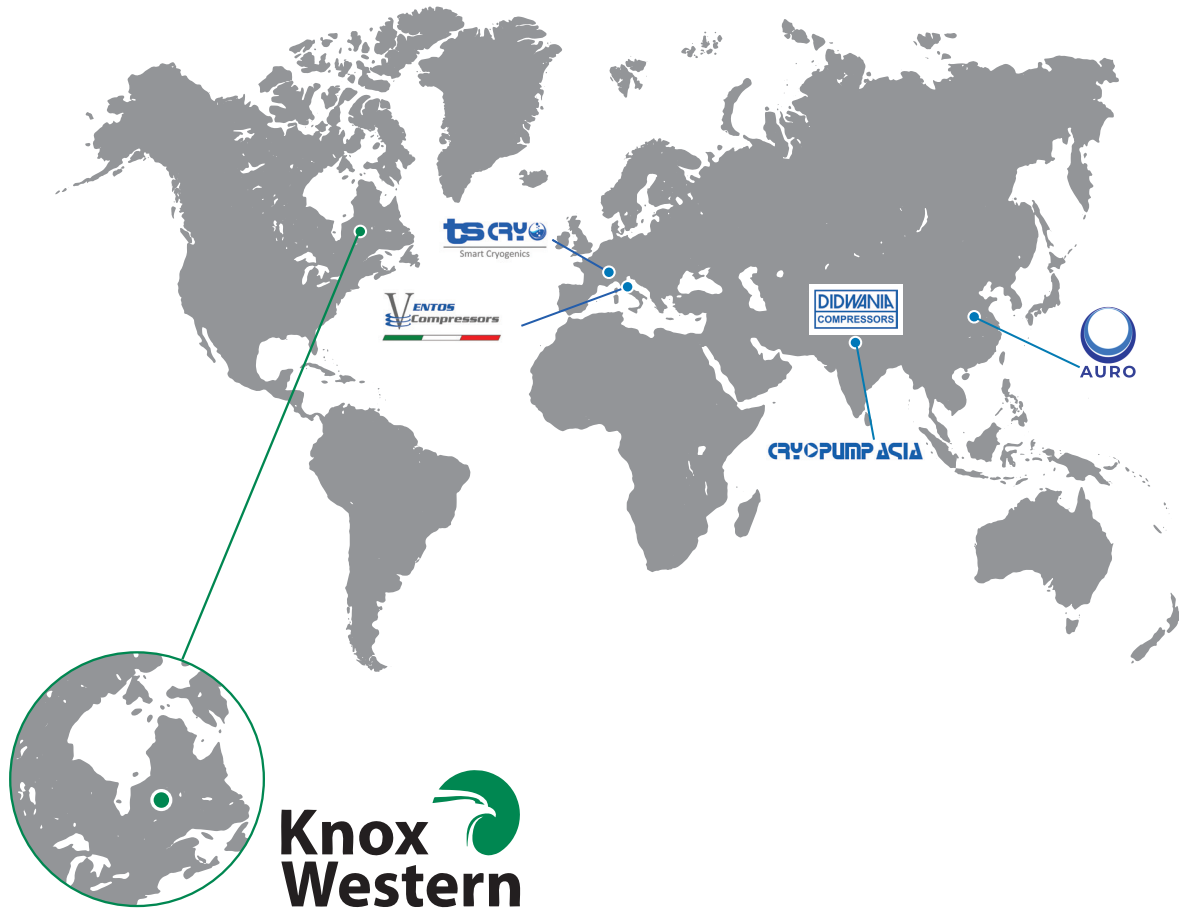 ts CRYO
Smart Cryogenics
VENTOS
Compressors
DIDWANIA
COMPRESSORS
AURO
CRYOPUMP ASIA
Knox
Western